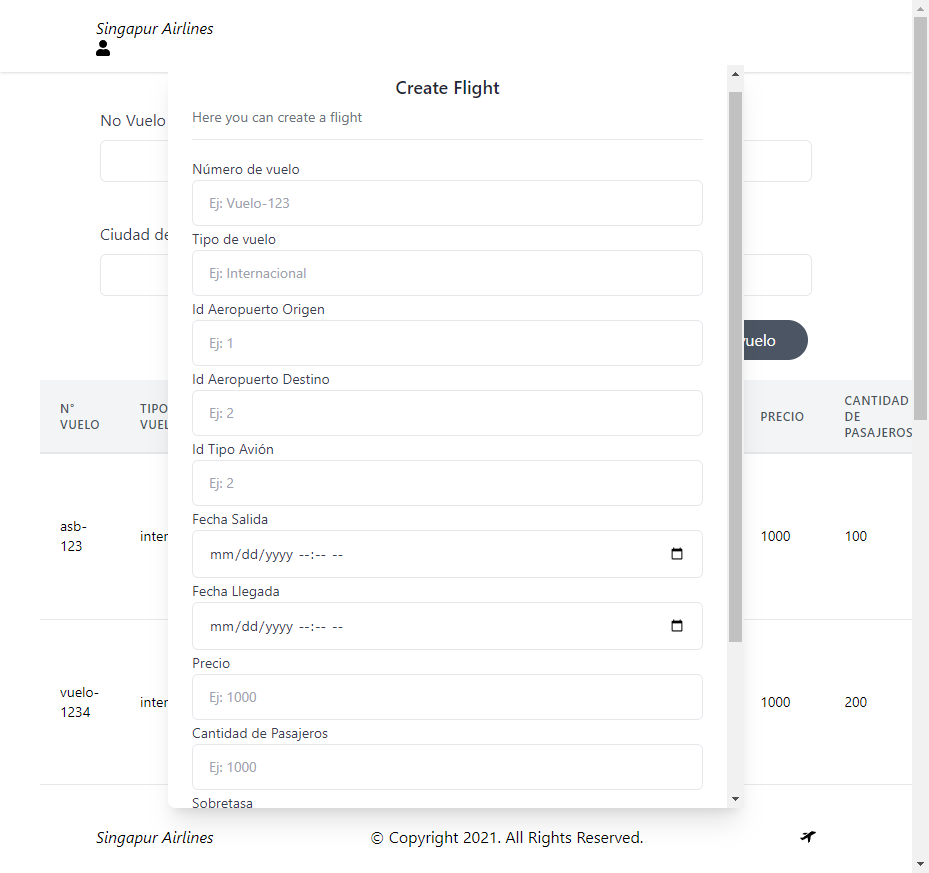 Singapur Airlines
Create Flight
Here you can create a flight
No Vuelo
Número de vuelo
Ej: Vuelo-123
Tipo de vuelo
Ciudad de
Ej: Internacional
Id Aeropuerto Origen
Ej: 1
vuelo
Id Aeropuerto Destino
Ej: 2
N° VUELO
TIPO VUEL
PRECIO
CANTIDAD DE PASAJEROS
Id Tipo Avión
Ej: 2
Fecha Salida
mm/dd/yyyy --:-- --
asb-123
inter
1000
100
Fecha Llegada
mm/dd/yyyy --:-- --
Precio
Ej: 1000
vuelo-1234
inter
1000
200
Cantidad de Pasajeros
Ej: 1000
Sobretasa
Singapur Airlines
© Copyright 2021. All Rights Reserved.